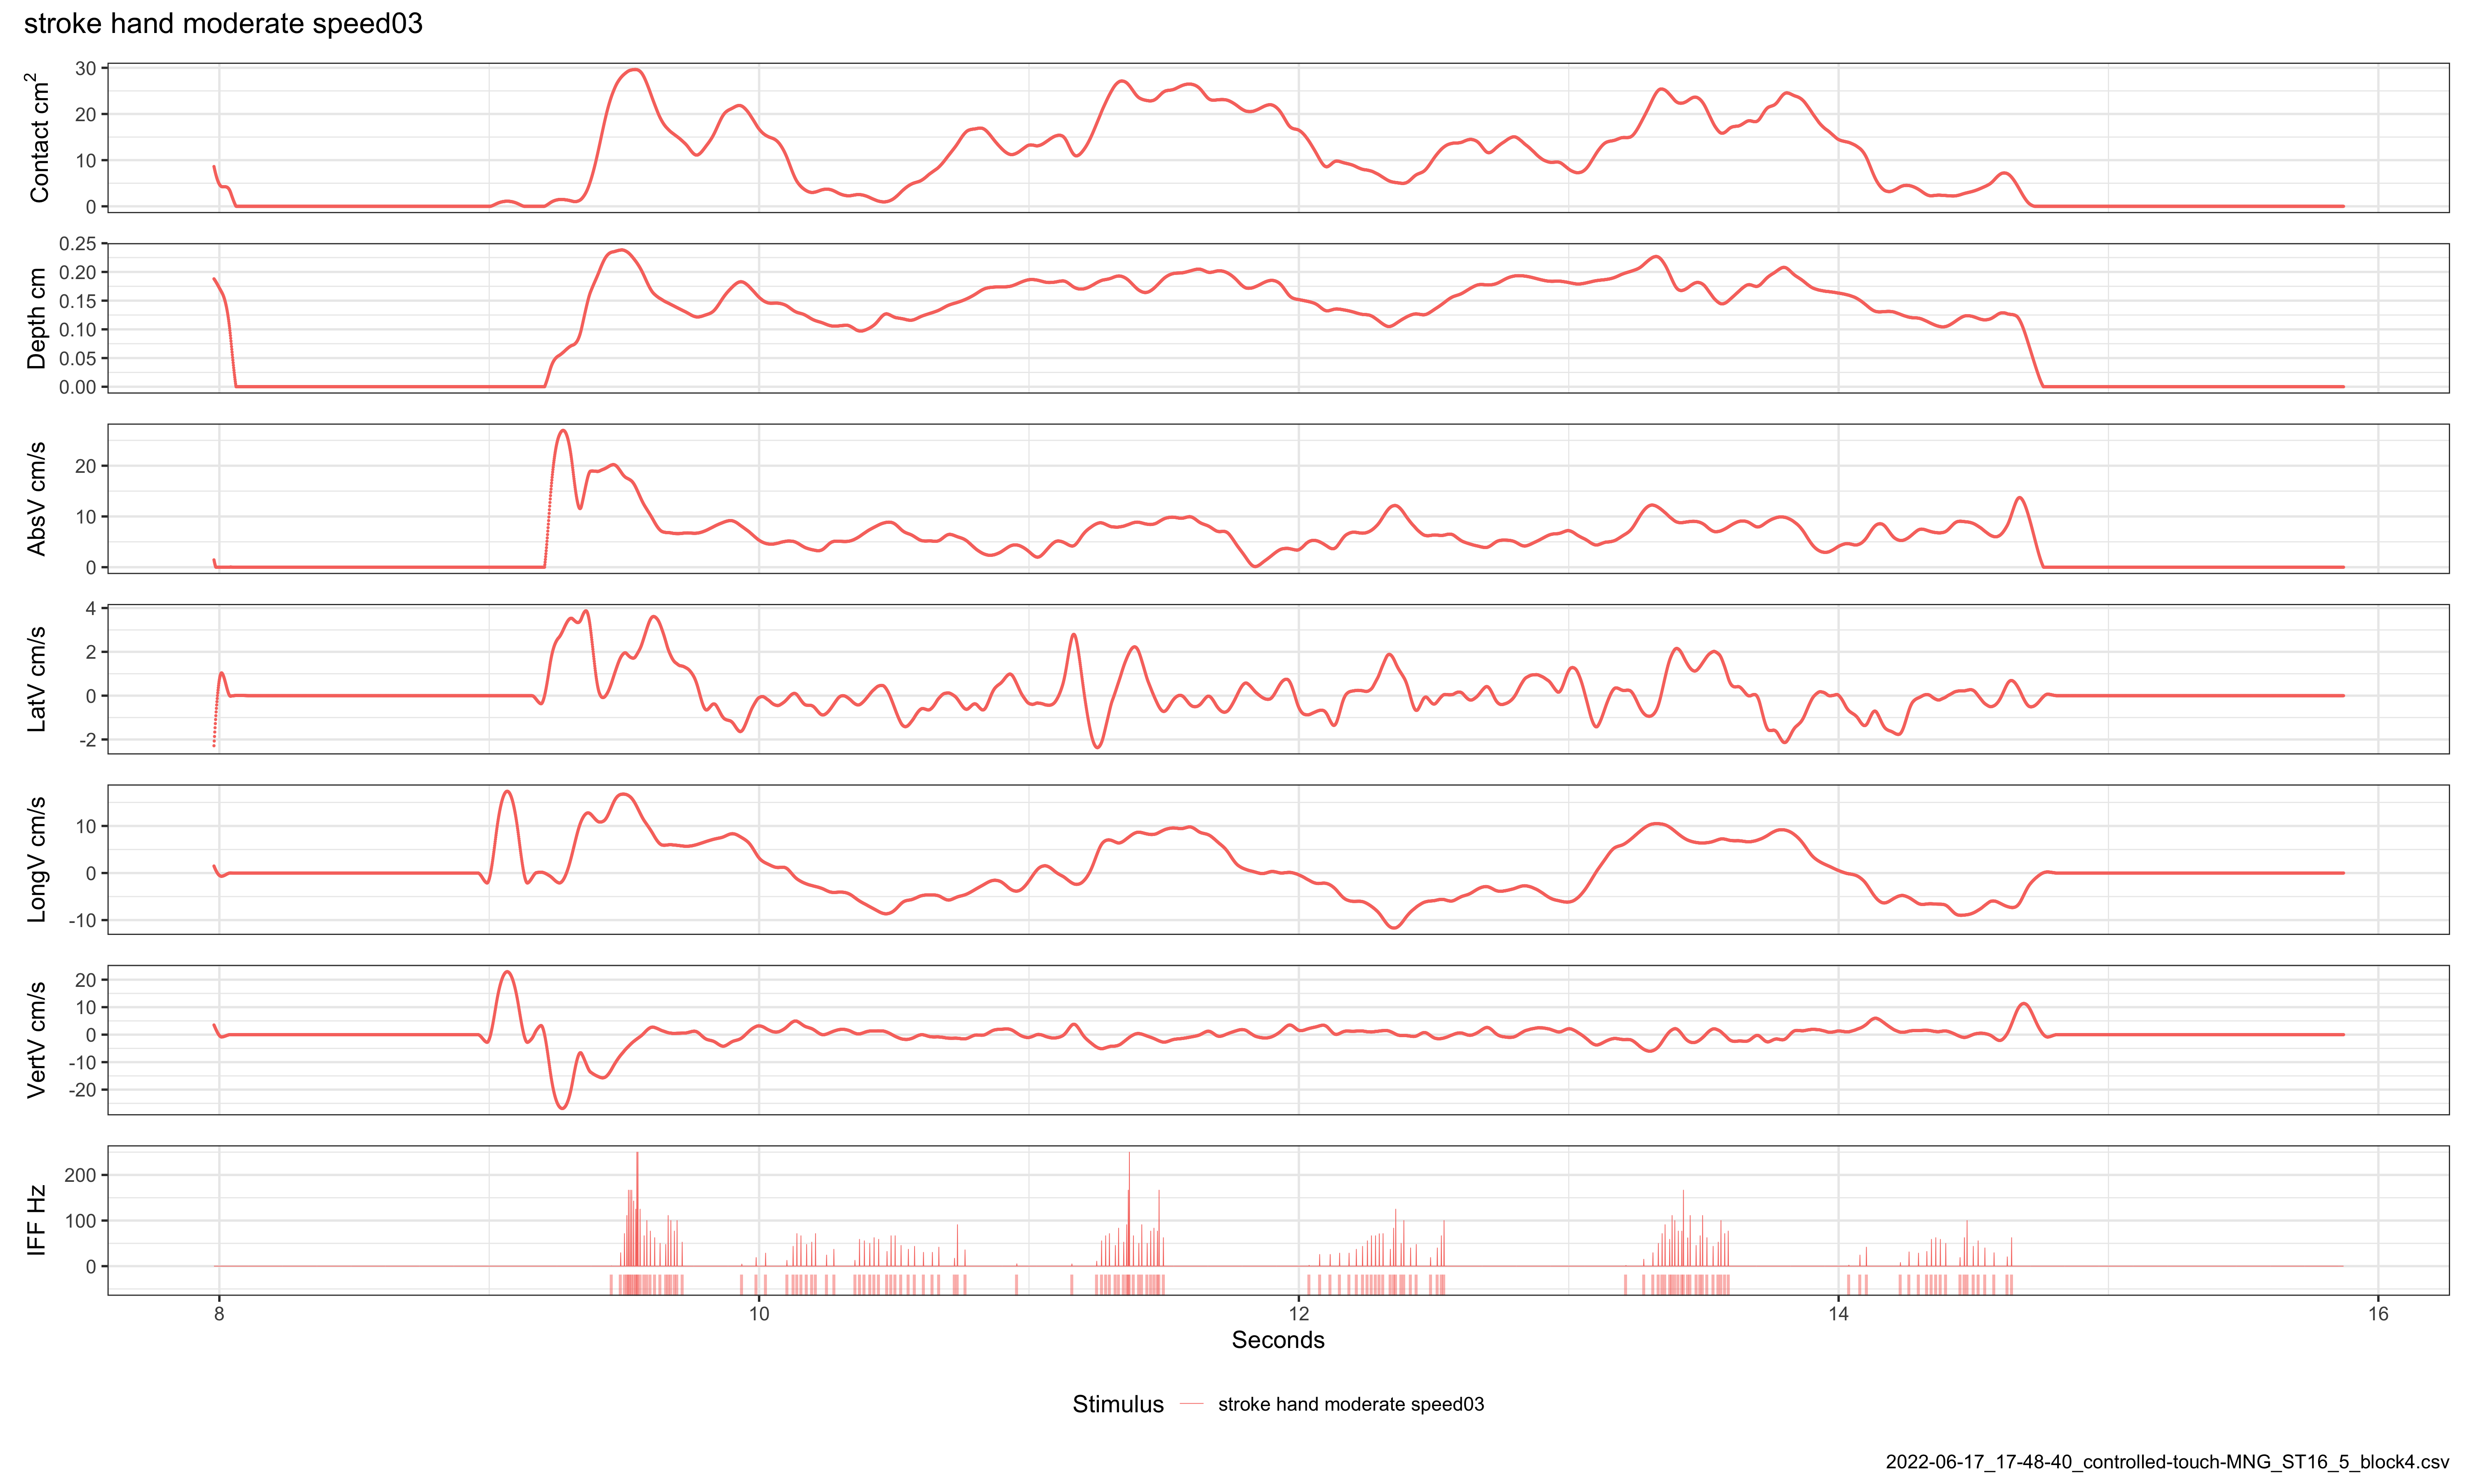 stroke hand moderate speed03
Contact cm²
30
20
10
0
Depth cm
0.25
0.20
0.15
0.10
0.05
0.00
AbsV cm/s
20
10
0
LatV cm/s
4
2
0
-2
LongV cm/s
10
0
-10
VertV cm/s
20
10
0
-10
-20
IFF Hz
200
100
0
8 10 12 14 16
Seconds
Stimulus stroke hand moderate speed03
2022-06-17_17-48-40_controlled-touch-MNG_ST16_5_block4.csv